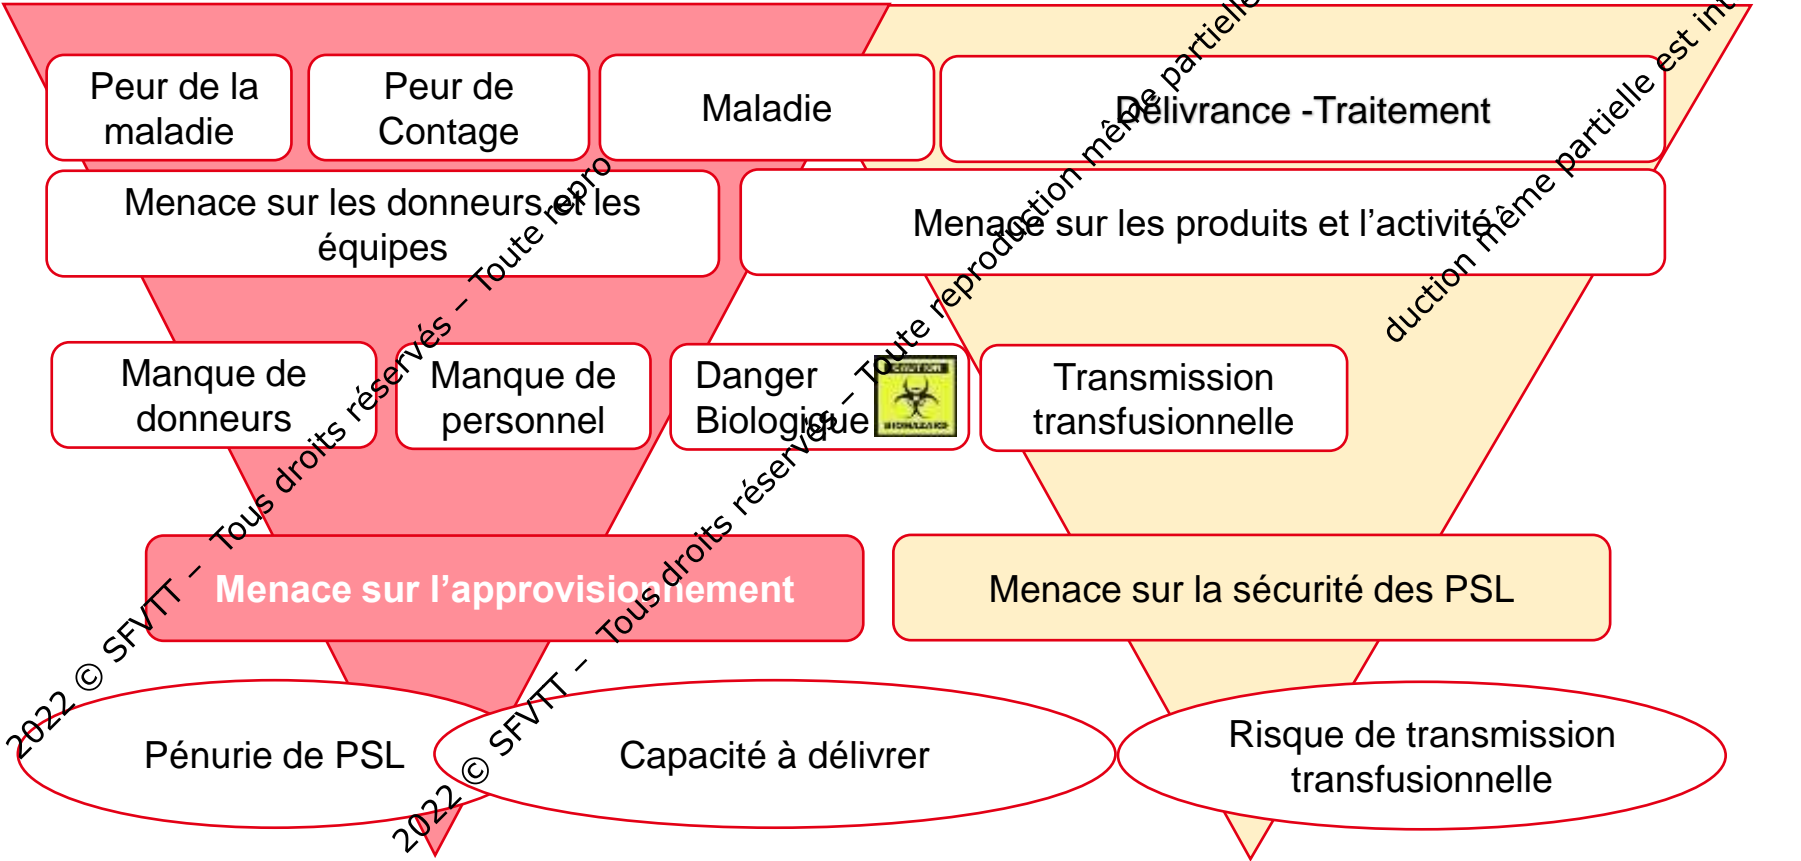 Peur de la
maladie
Peur de
Contage
Maladie
Délivrance -Traitement
Menace sur les donneurs et les
équipes
Menace sur les produits et l’activité
Manque de
donneurs
Manque de
personnel
Danger
Biologique
CAUTION
BIOHAZARD
Transmission
transfusionnelle
Menace sur l’approvisionnement
Menace sur la sécurité des PSL
Pénurie de PSL
Capacité à délivrer
Risque de transmission
transfusionnelle
2022 © SFVTT – Tous droits réservés – Toute repro
2022 © SFVTT – Tous droits réservés – Toute reproduction même partielle
duction même partielle est int